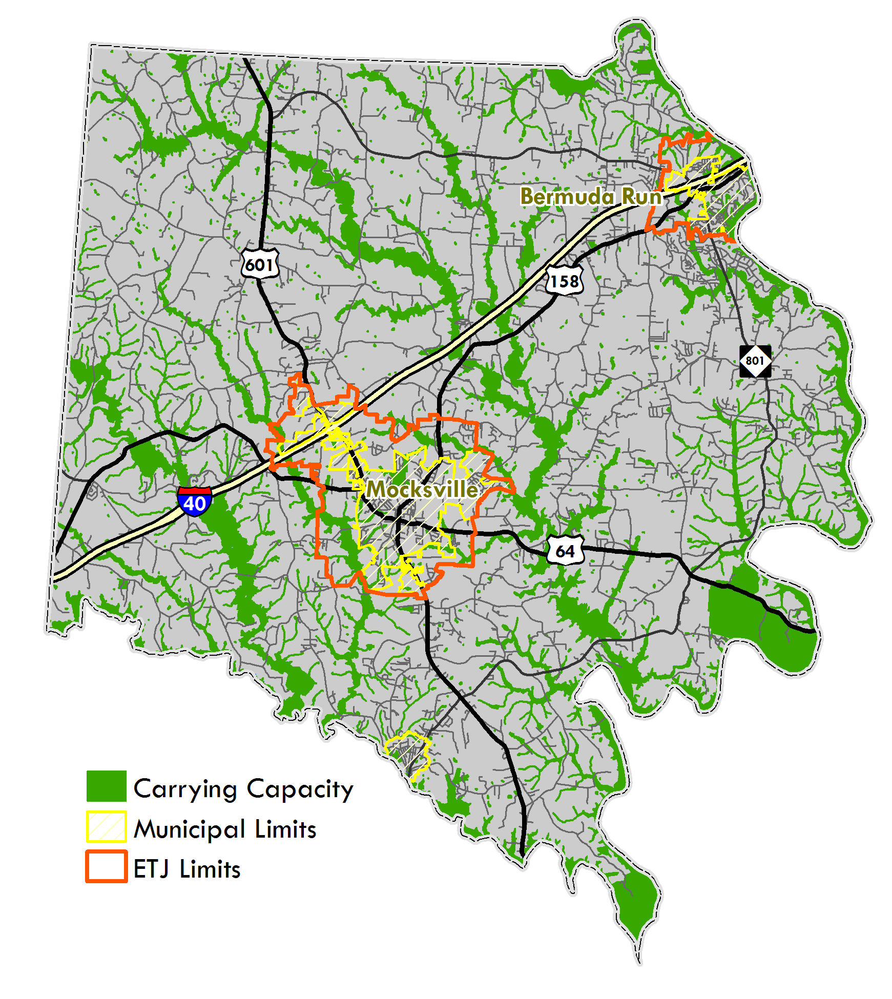 Bermuda Run
601
158
801
Mocksville
40
64
Carrying Capacity
Municipal Limits
ETJ Limits